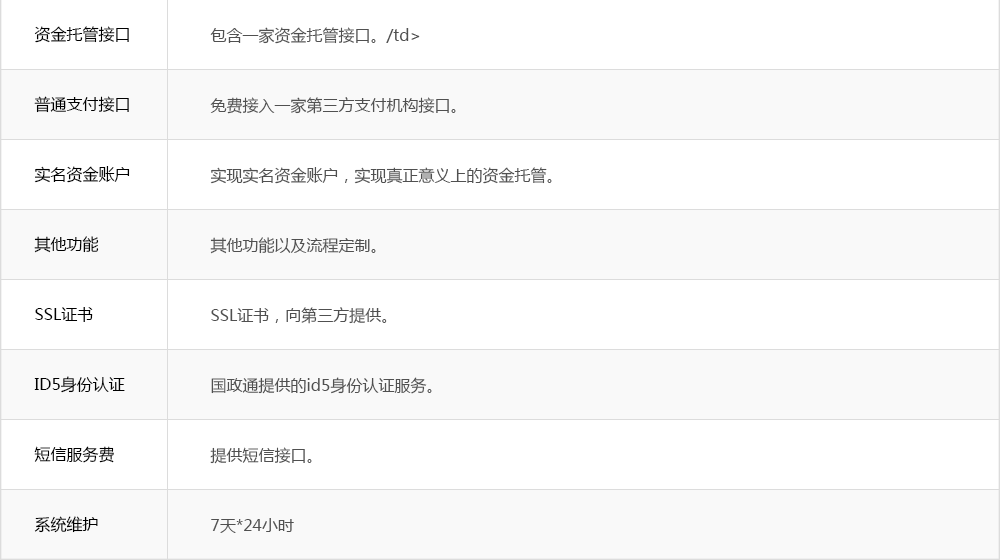 资金托管接口 包含一家资金托管接口。/td>
普通支付接口 免费接入一家第三方支付机构接口。
实名资金账户 实现实名资金账户，实现真正意义上的资金托管。
其他功能 其他功能以及流程定制。
SSL证书 SSL证书，向第三方提供。
ID5身份认证 国政通提供的id5身份认证服务。
短信服务费 提供短信接口。
系统维护 7天*24小时